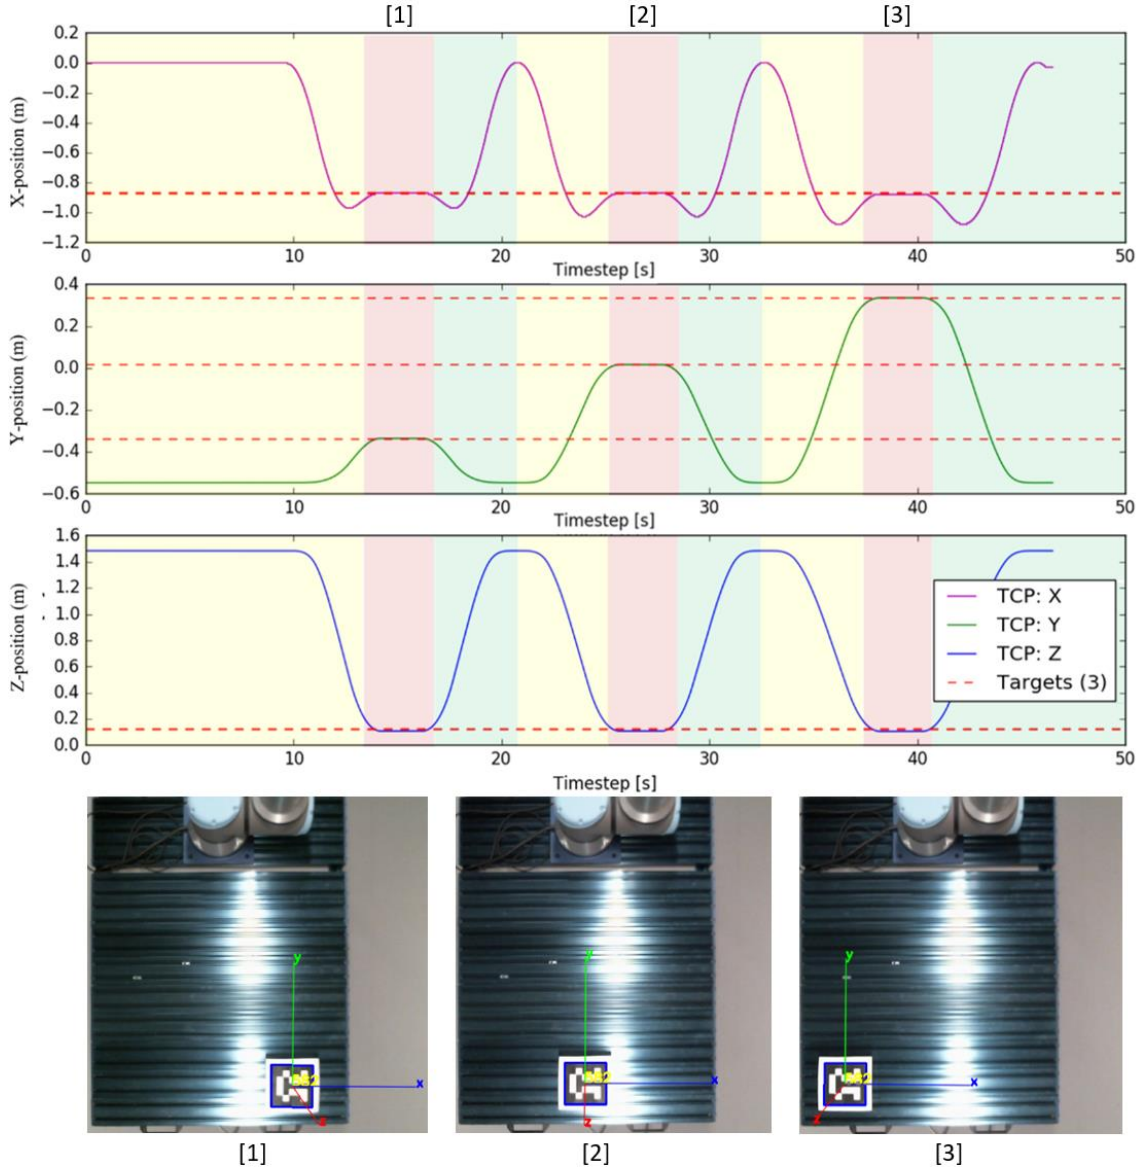 [1] [2] [3]
0.2
0.0
−0.2
−0.4
−0.6
−0.8
−1.0
−1.2
X-position (m)
0 10 20 30 40 50
Timestep [s]
0.4
0.2
0.0
−0.2
−0.4
−0.6
Y-position (m)
0 10 20 30 40 50
Timestep [s]
1.6
1.4
1.2
1.0
0.8
0.6
0.4
0.2
0.0
Z-position (m)
TCP: X
TCP: Y
TCP: Z
Targets (3)
0 10 20 30 40 50
Timestep [s]
y y y
x x x
z z z
[1] [2] [3]